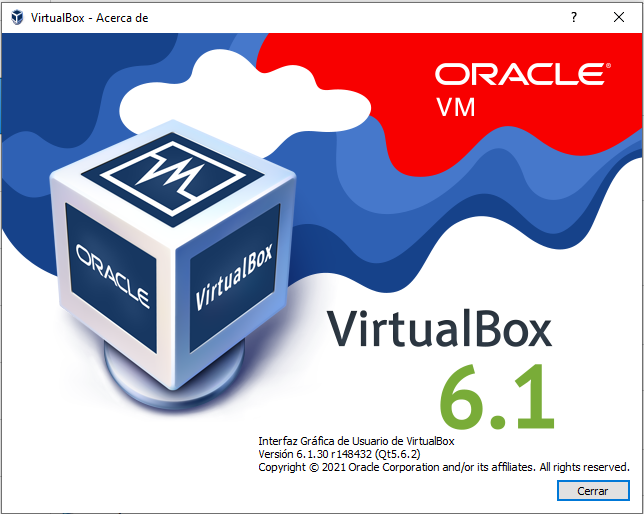 VirtualBox - Acerca de
ORACLE®
VM
VM
ORACLE
VirtualBox
VirtualBox
6.1
Interfaz Gráfica de Usuario de VirtualBox
Versión 6.1.30 r148432 (Qt5.6.2)
Copyright © 2021 Oracle Corporation and/or its affiliates. All rights reserved.
Cerrar